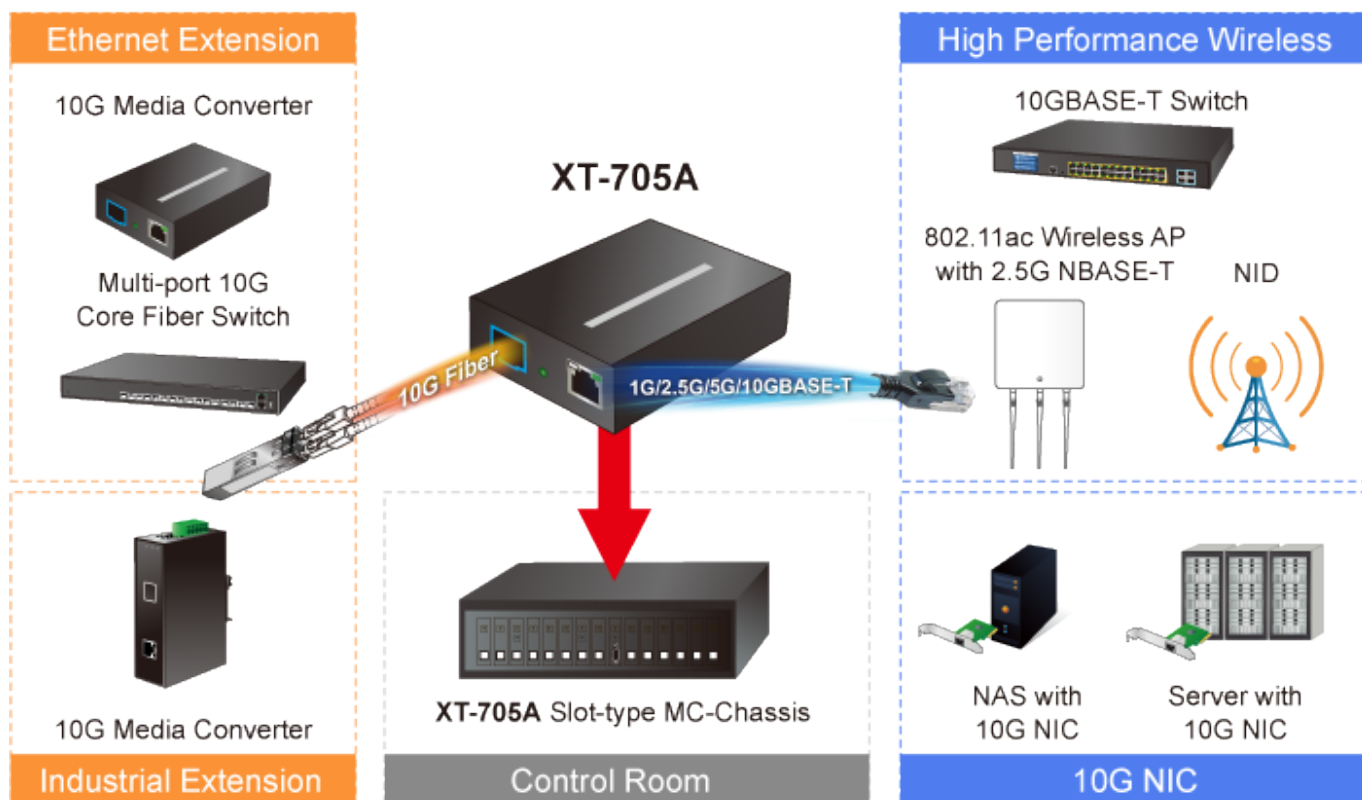 Ethernet Extension
10G Media Converter
Multi-port 10G
Core Fiber Switch
10G Media Converter
Industrial Extension
XT-705A
10G Fiber
1G/2.5G/5G/10GBASE-T
XT-705A Slot-type MC-Chassis
Control Room
High Performance Wireless
10GBASE-T Switch
802.11ac Wireless AP
with 2.5G NBASE-T
NID
NAS with
10G NIC
Server with
10G NIC
10G NIC